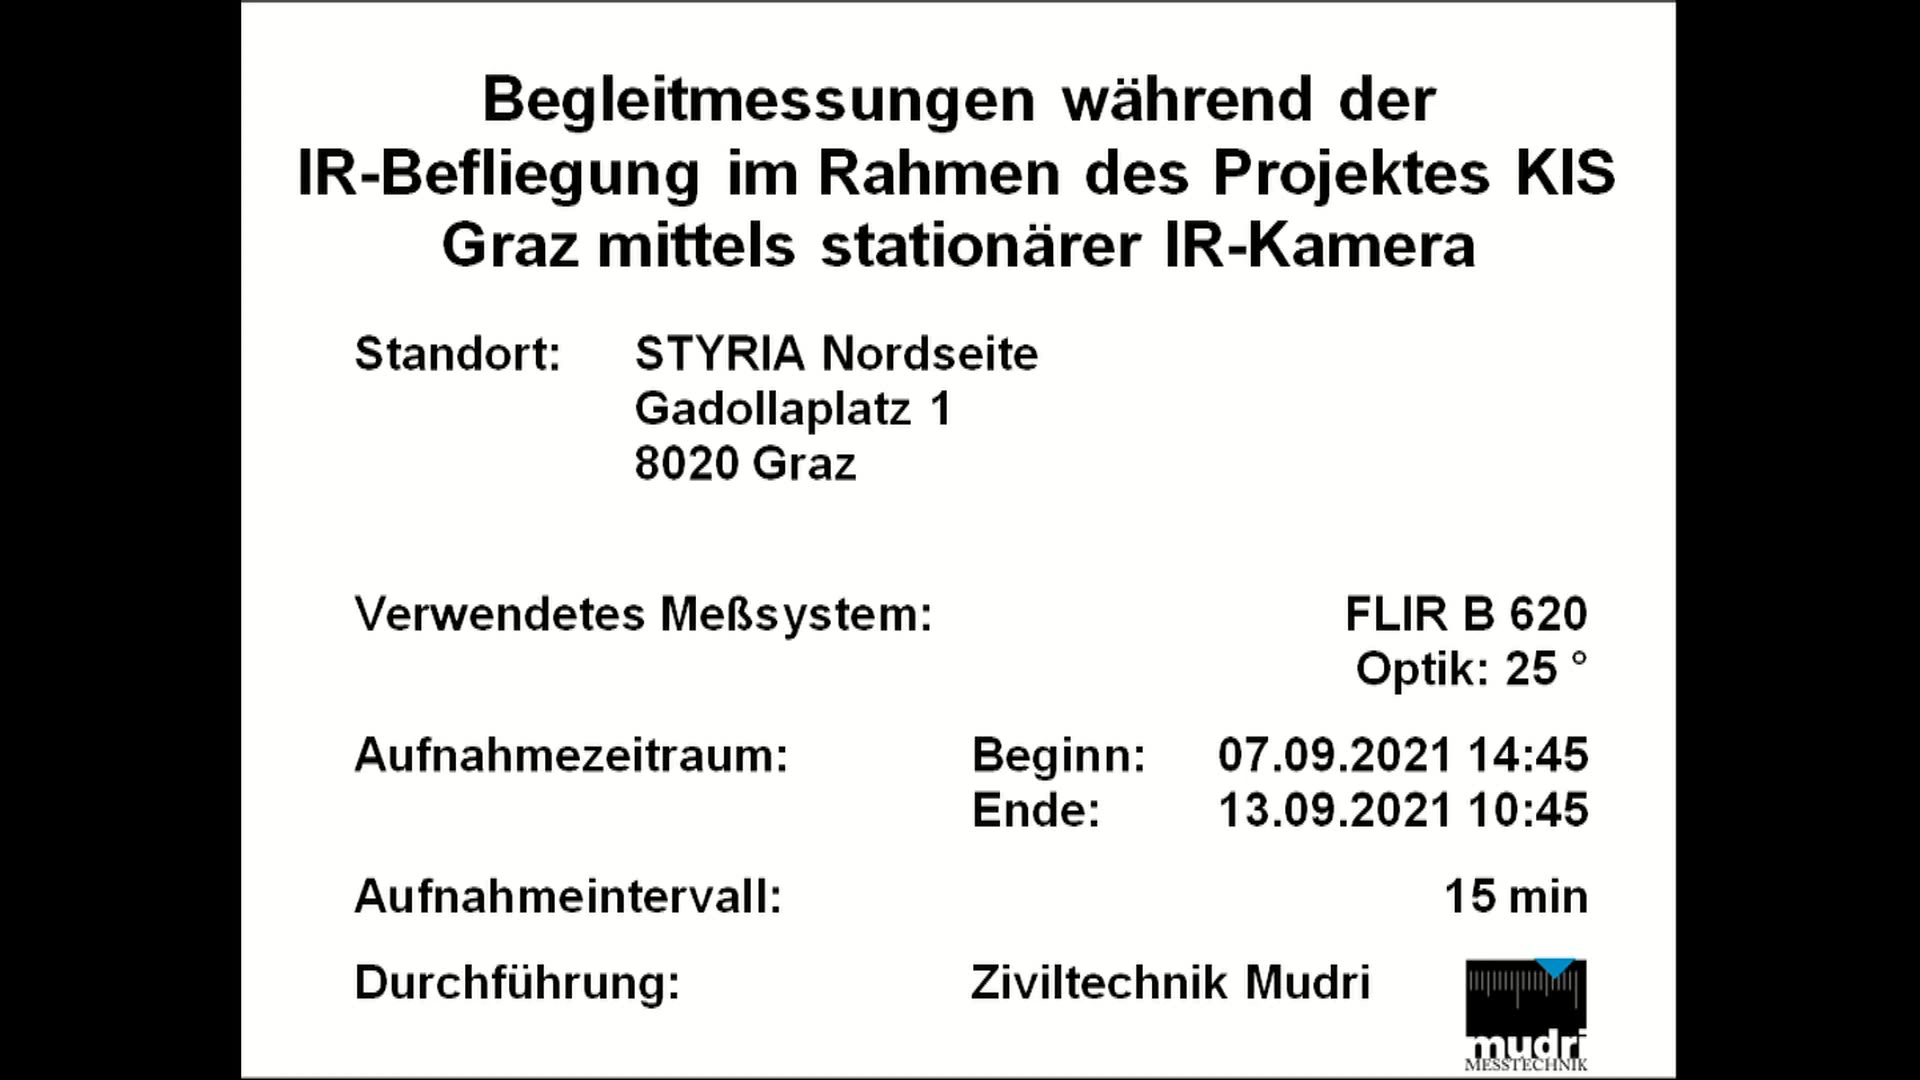 Begleitmessungen während der
IR-Befliegung im Rahmen des Projektes KIS
Graz mittels stationärer IR-Kamera
Standort: STYRIA Nordseite
Gadollaplatz 1
8020 Graz
Verwendetes Meßsystem: FLIR B 620
Optik: 25 °
Aufnahmezeitraum: Beginn: 07.09.2021 14:45
Ende: 13.09.2021 10:45
Aufnahmeintervall: 15 min
Durchführung: Ziviltechnik Mudri
mudri
MESSTECHNIK